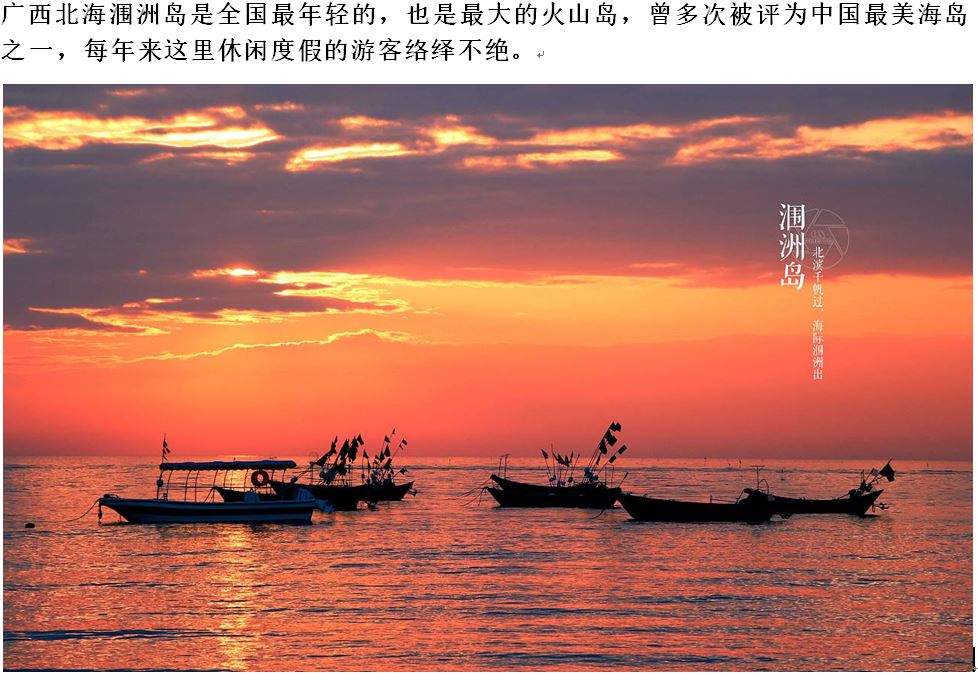 广西北海涠洲岛是全国最年轻的，也是最大的火山岛，曾多次被评为中国最美海岛
之一，每年来这里休闲度假的游客络绎不绝。
涠洲岛
北滨千帆过，海际涠洲出